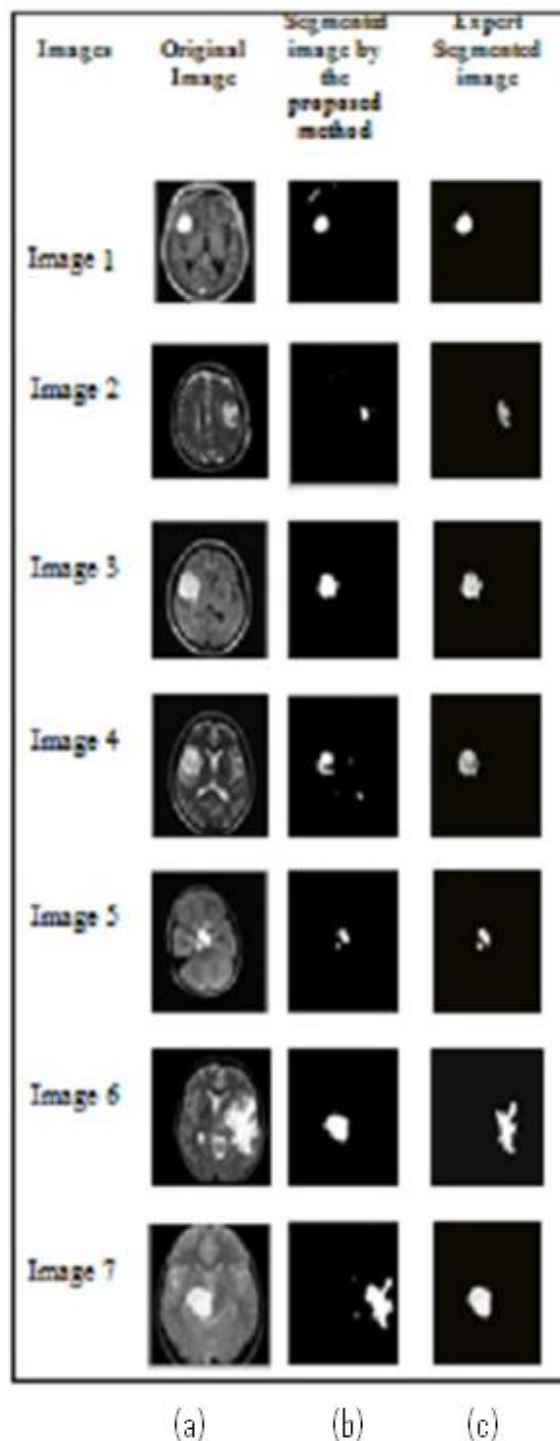 Images
Original
Image
Segmented
image by
the
proposed
method
Expert
Segmented
image
Image 1
Image 2
Image 3
Image 4
Image 5
Image 6
Image 7
(a) (b) (c)